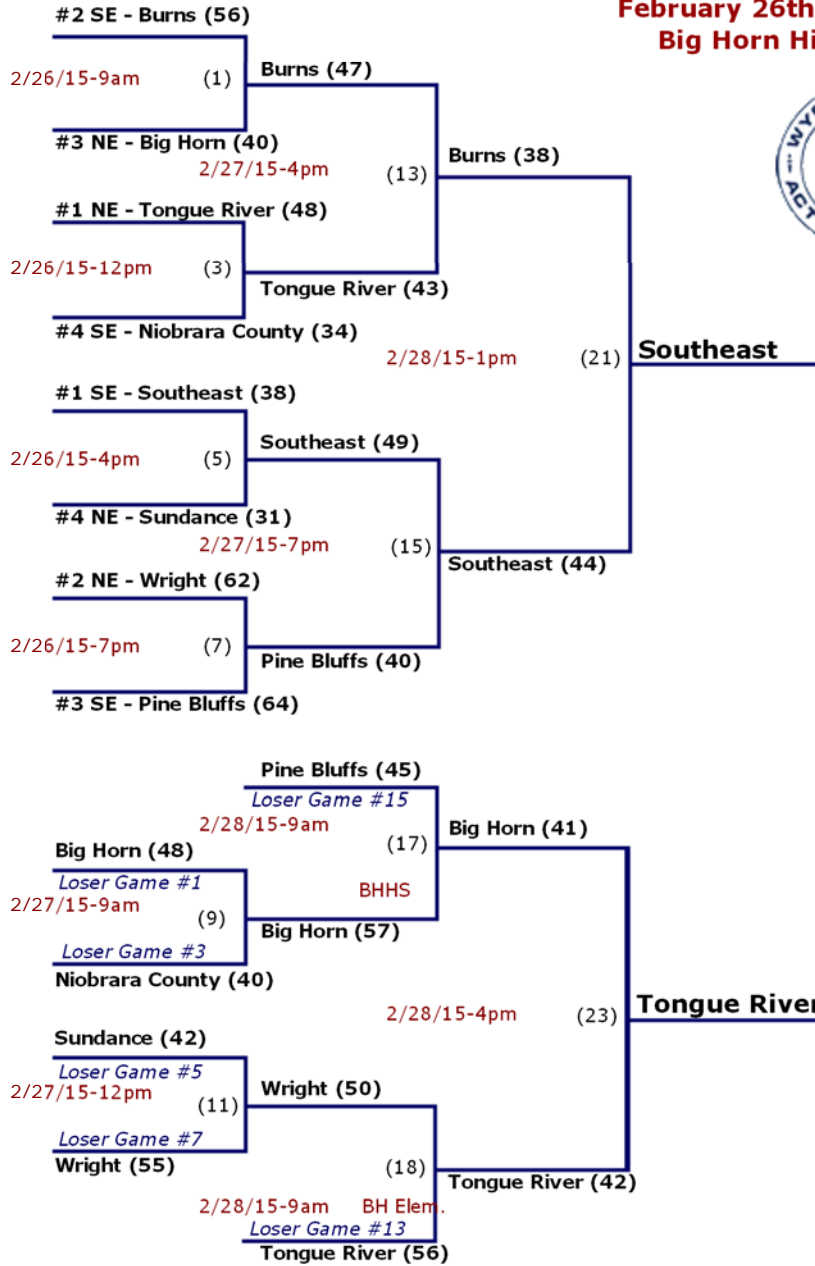 February 26th
Big Horn Hi
#2 SE - Burns (56)
2/26/15-9am
(1)
Burns (47)
#3 NE - Big Horn (40)
2/27/15-4pm
(13)
Burns (38)
#1 NE - Tongue River (48)
2/26/15-12pm
(3)
Tongue River (43)
#4 SE - Niobrara County (34)
2/28/15-1pm
(21)
Southeast
#1 SE - Southeast (38)
2/26/15-4pm
(5)
Southeast (49)
#4 NE - Sundance (31)
2/27/15-7pm
(15)
Southeast (44)
#2 NE - Wright (62)
2/26/15-7pm
(7)
Pine Bluffs (40)
#3 SE - Pine Bluffs (64)
WYO
ACT
Pine Bluffs (45)
Loser Game #15
2/28/15-9am
(17)
Big Horn (41)
BHHS
Big Horn (48)
Loser Game #1
2/27/15-9am
(9)
Big Horn (57)
Loser Game #3
Niobrara County (40)
2/28/15-4pm
(23)
Tongue River
Sundance (42)
Loser Game #5
2/27/15-12pm
(11)
Wright (50)
Loser Game #7
Wright (55)
(18)
Tongue River (42)
2/28/15-9am
BH Elem.
Loser Game #13
Tongue River (56)